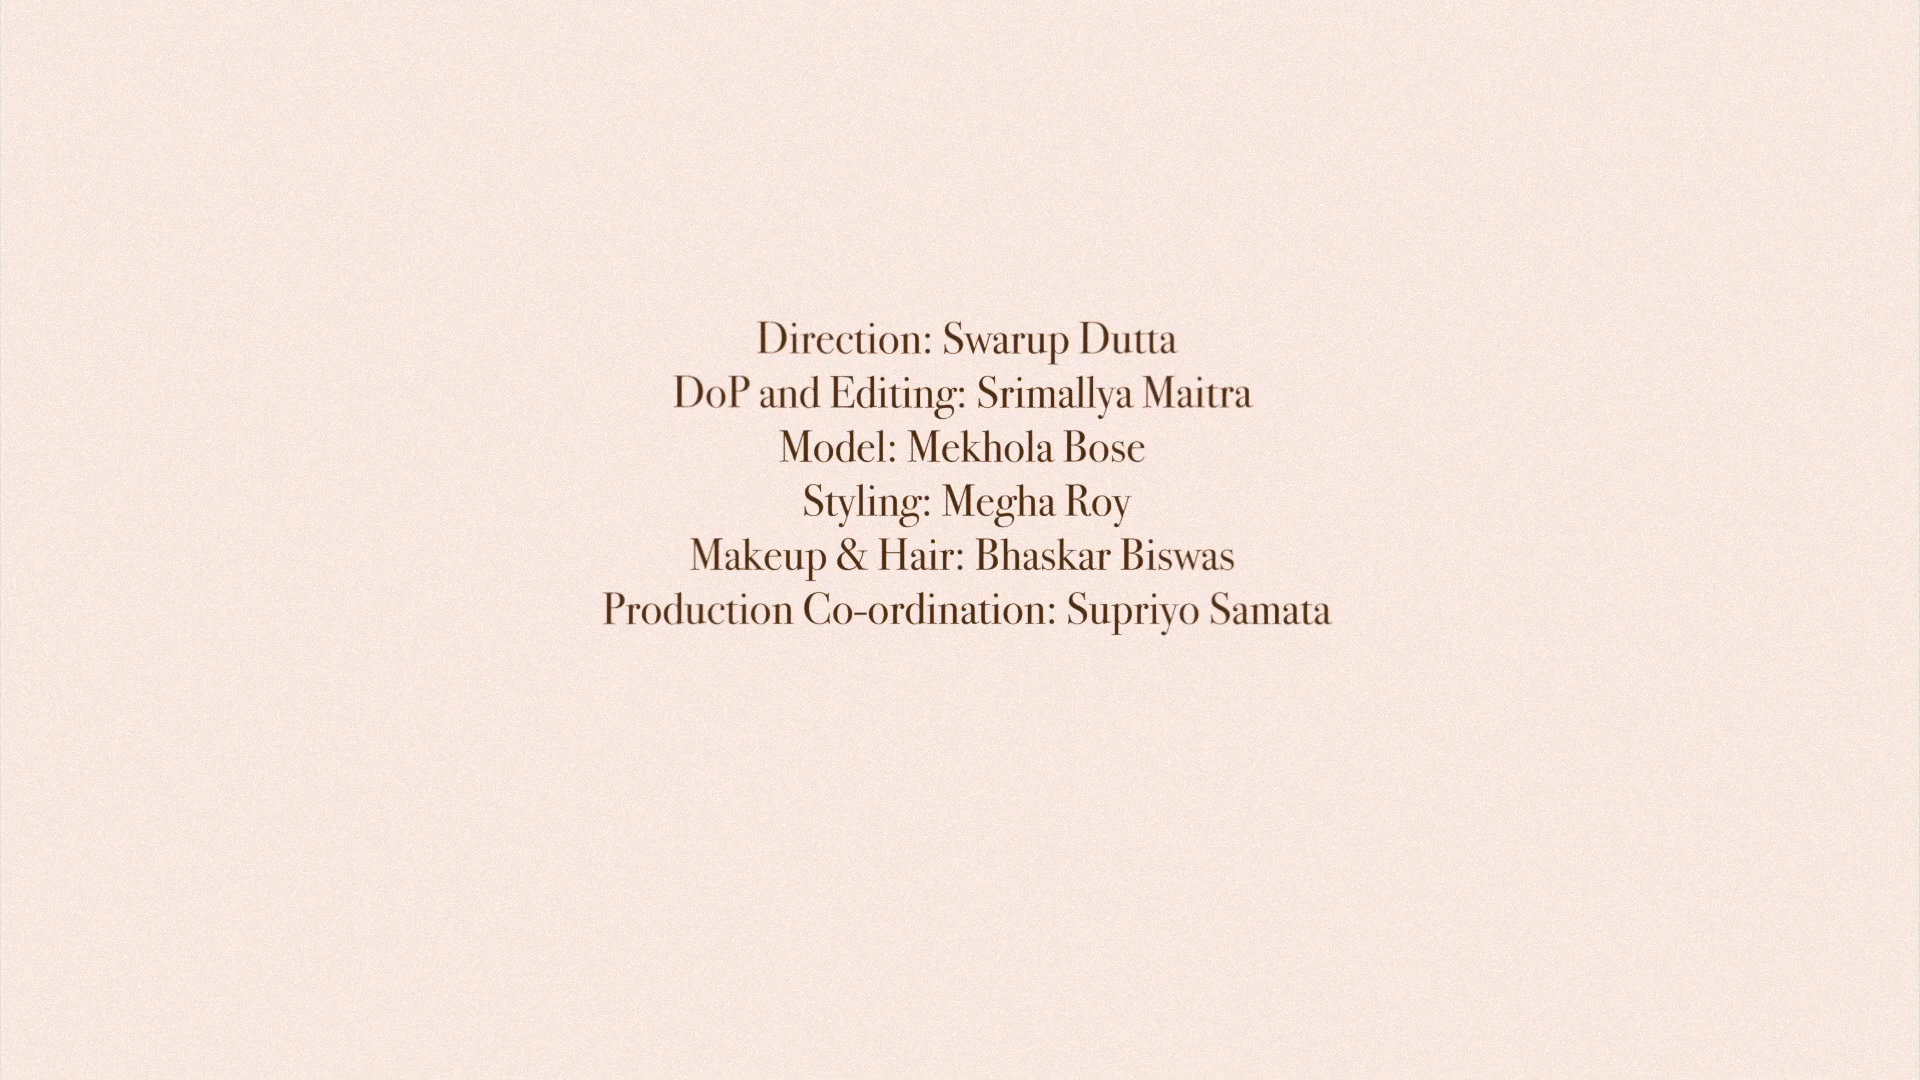 Direction: Swarup Dutta
DoP and Editing: Srimallya Maitra
Model: Mekhola Bose
Styling: Megha Roy
Makeup & Hair: Bhaskar Biswas
Production Co-ordination: Supriyo Samata